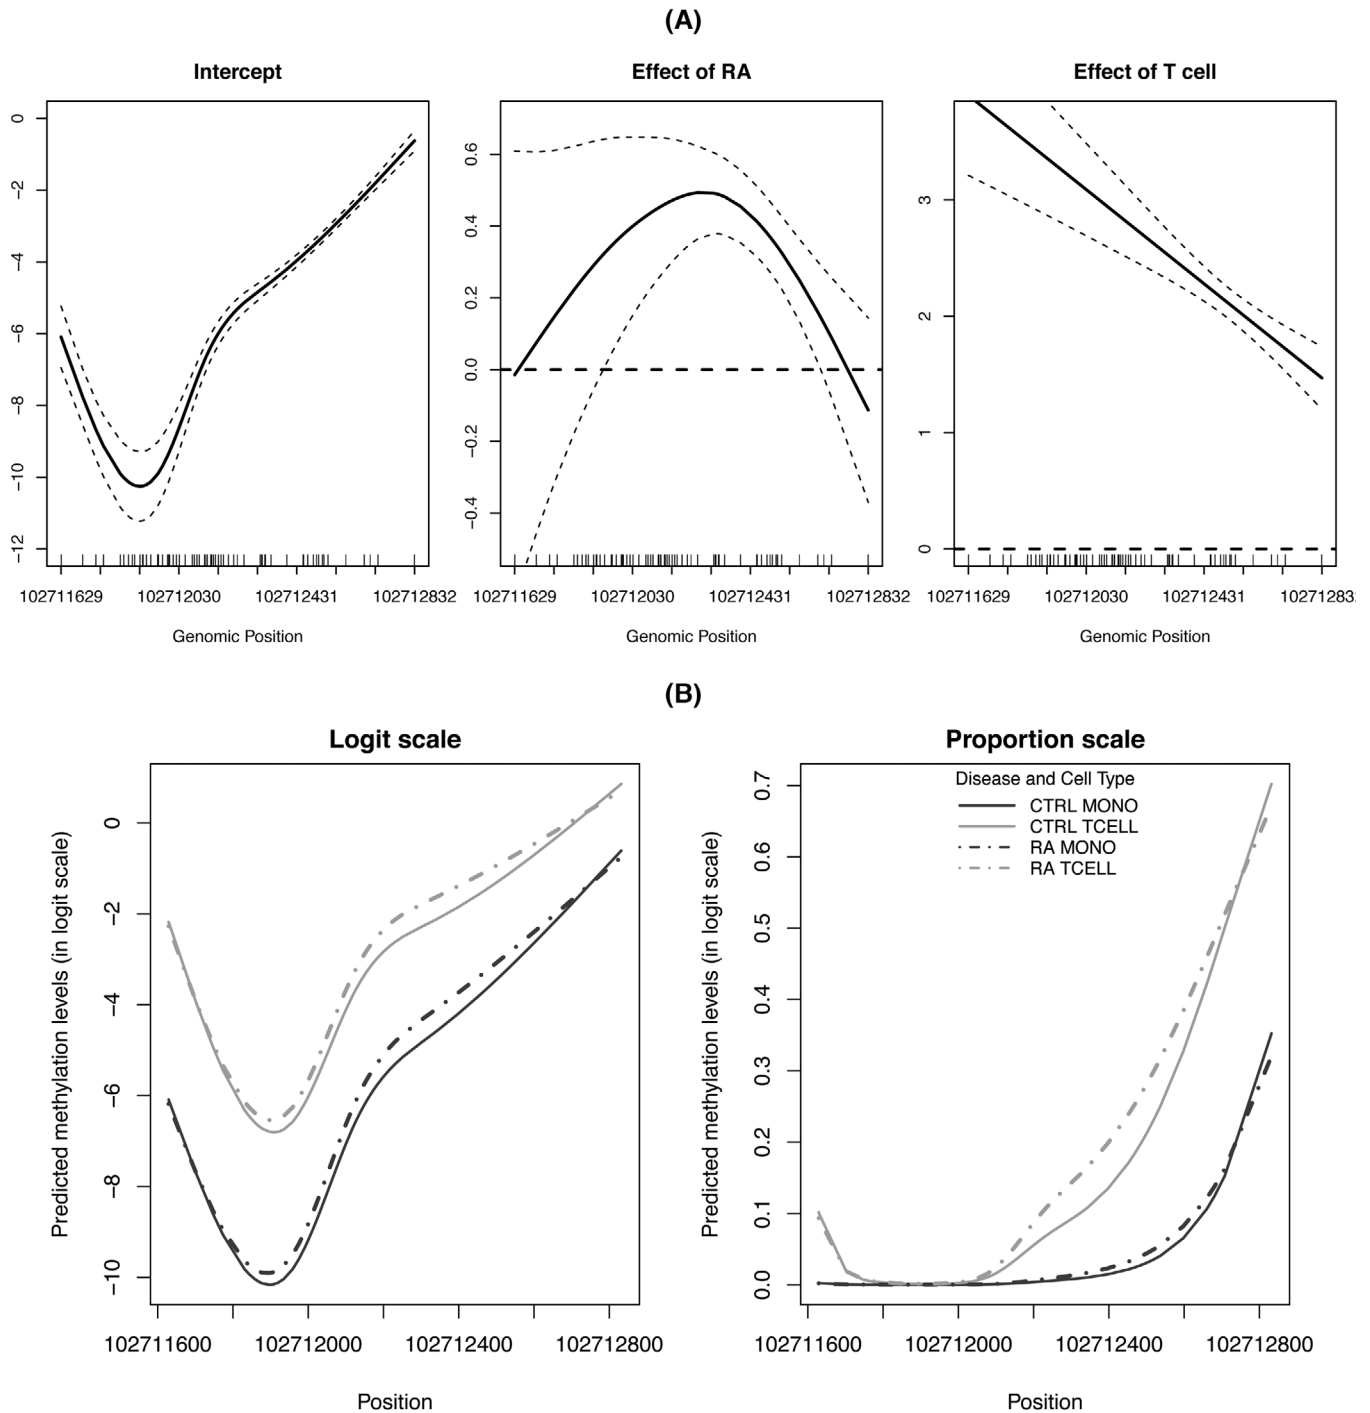 (A)
Intercept
Effect of RA
Effect of T cell
0
−2
−4
−6
−8
−10
−12
102711629 102712030 102712431 102712832
Genomic Position
0.6
0.4
0.2
0.0
−0.2
−0.4
102711629 102712030 102712431 102712832
Genomic Position
3
2
1
0
102711629 102712030 102712431 10271283
Genomic Position
(B)
Logit scale
Predicted methylation levels (in logit scale)
0
−2
−4
−6
−8
−10
102711600 102712000 102712400 102712800
Position
Proportion scale
Predicted methylation levels (in logit scale)
0.7
0.6
0.5
0.4
0.3
0.2
0.1
0.0
Disease and Cell Type
CTRL MONO
CTRL TCELL
RA MONO
RA TCELL
102711600 102712000 102712400 102712800
Position